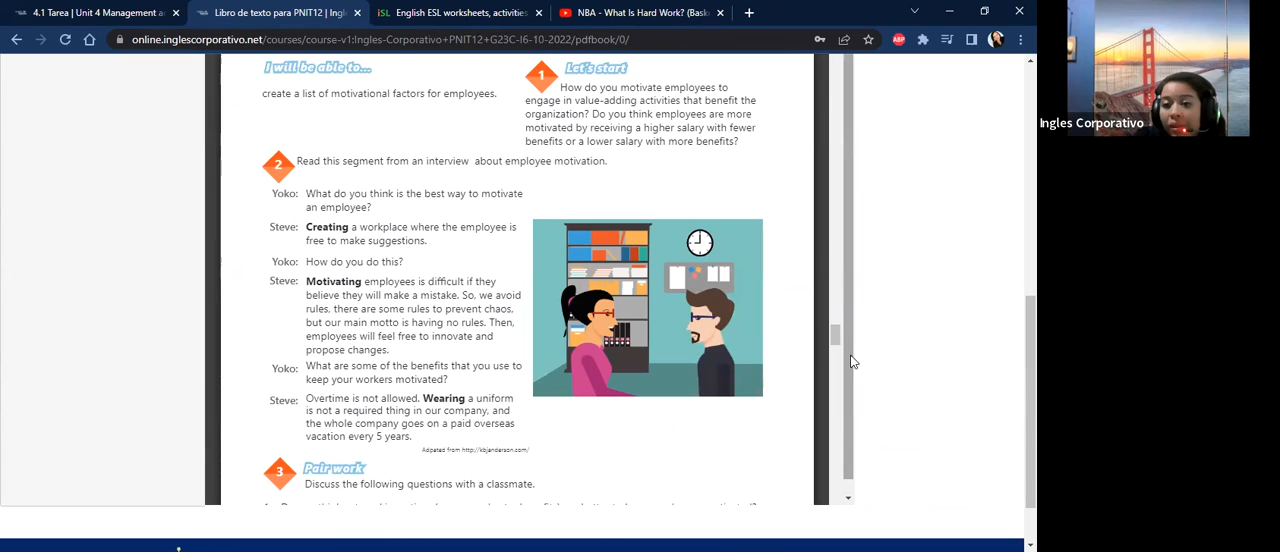 4.1 Tarea | Unit 4 Management a
Libro de texto para PNIT12 | Ingl
iSL English ESL worksheets, activities
NBA - What Is Hard Work? (Bask
online.inglescorporativo.net/courses/course-v1:Ingles-Corporativo+PNIT12+G23C-I6-10-2022/pdfbook/0/
ABP
Ingles Corporativo
I will be able to...
create a list of motivational factors for employees.
1 Let's start
How do you motivate employees to
engage in value-adding activities that benefit the
organization? Do you think employees are more
motivated by receiving a higher salary with fewer
benefits or a lower salary with more benefits?
2 Read this segment from an interview about employee motivation.
Yoko: What do you think is the best way to motivate
an employee?
Steve: Creating a workplace where the employee is
free to make suggestions.
Yoko: How do you do this?
Steve: Motivating employees is difficult if they
believe they will make a mistake. So, we avoid
rules, there are some rules to prevent chaos,
but our main motto is having no rules. Then,
employees will feel free to innovate and
propose changes.
Yoko: What are some of the benefits that you use to
keep your workers motivated?
Steve: Overtime is not allowed. Wearing a uniform
is not a required thing in our company, and
the whole company goes on a paid overseas
vacation every 5 years.
Adpated from http://kbjanderson.com/
3 Pair work
Discuss the following questions with a classmate.